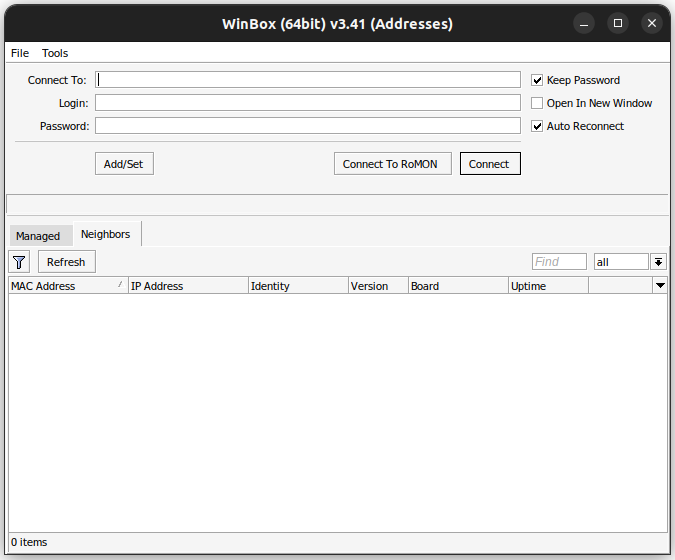 WinBox (64bit) v3.41 (Addresses)
File Tools
Connect To: Keep Password
Login: Open In New Window
Password: Auto Reconnect
Add/Set Connect To RoMON Connect
Managed Neighbors
Refresh Find all
MAC Address IP Address Identity Version Board Uptime
0 items